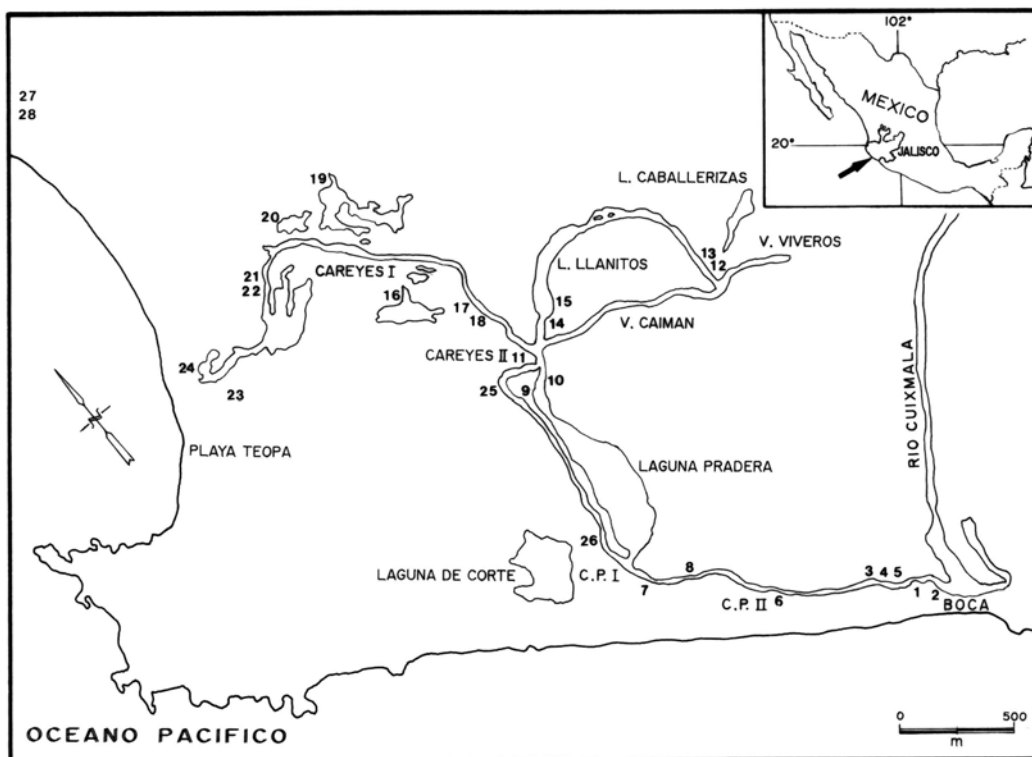 102°
MEXICO
20°
JALISCO
27
28
19
L. CABALLERIZAS
20
13
V. VIVEROS
12
21
CAREYES I
L. LLANITOS
22
16
17
15
18
14
V. CAIMAN
24
CAREYES II
11
23
25
9
10
PLAYA TEOPA
LAGUNA PRADERA
RIO CUIXMALA
26
LAGUNA DE CORTE
C.P. I
7
8
C.P. II
6
3 4 5
1
2
BOCA
OCEANO PACIFICO
0
500
m